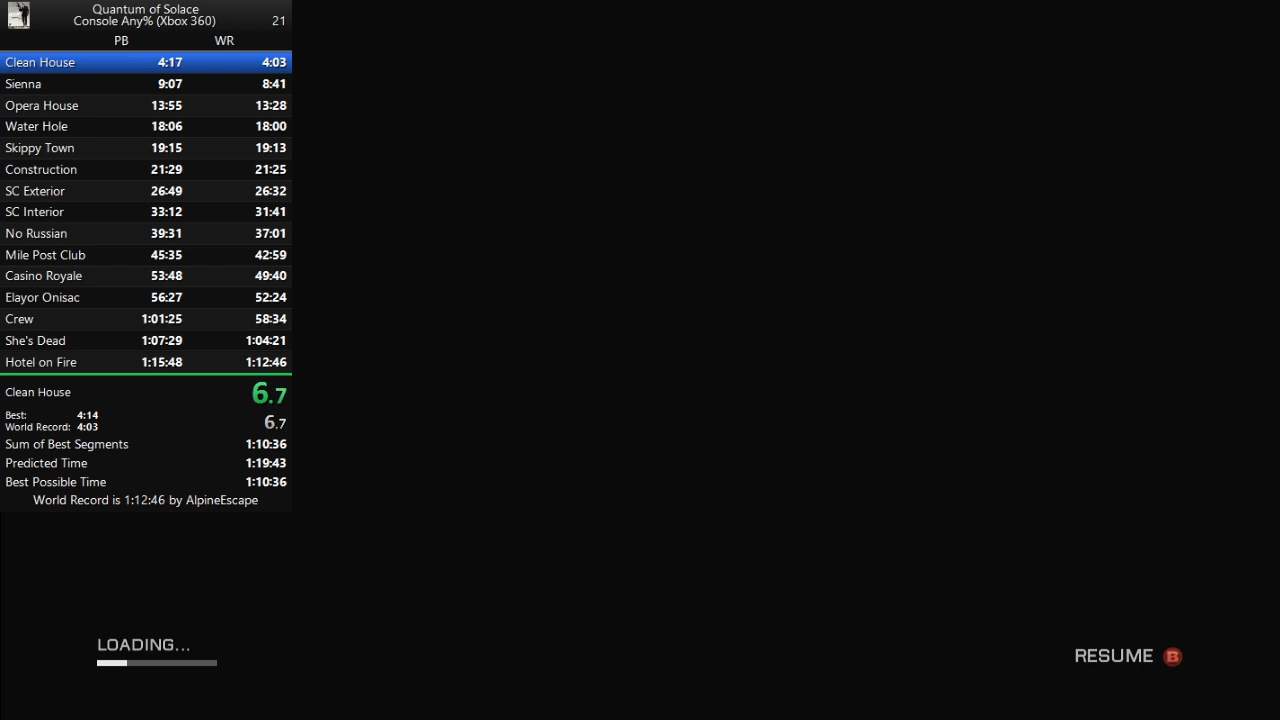 Quantum of Solace
Console Any% (Xbox 360) 21
PB WR
Clean House 4:17 4:03
Sienna 9:07 8:41
Opera House 13:55 13:28
Water Hole 18:06 18:00
Skippy Town 19:15 19:13
Construction 21:29 21:25
SC Exterior 26:49 26:32
SC Interior 33:12 31:41
No Russian 39:31 37:01
Mile Post Club 45:35 42:59
Casino Royale 53:48 49:40
Elayor Onisac 56:27 52:24
Crew 1:01:25 58:34
She's Dead 1:07:29 1:04:21
Hotel on Fire 1:15:48 1:12:46
Clean House 6.7
Best: 4:14
World Record: 4:03 6.7
Sum of Best Segments 1:10:36
Predicted Time 1:19:43
Best Possible Time 1:10:36
World Record is 1:12:46 by AlpineEscape
LOADING...
RESUME B